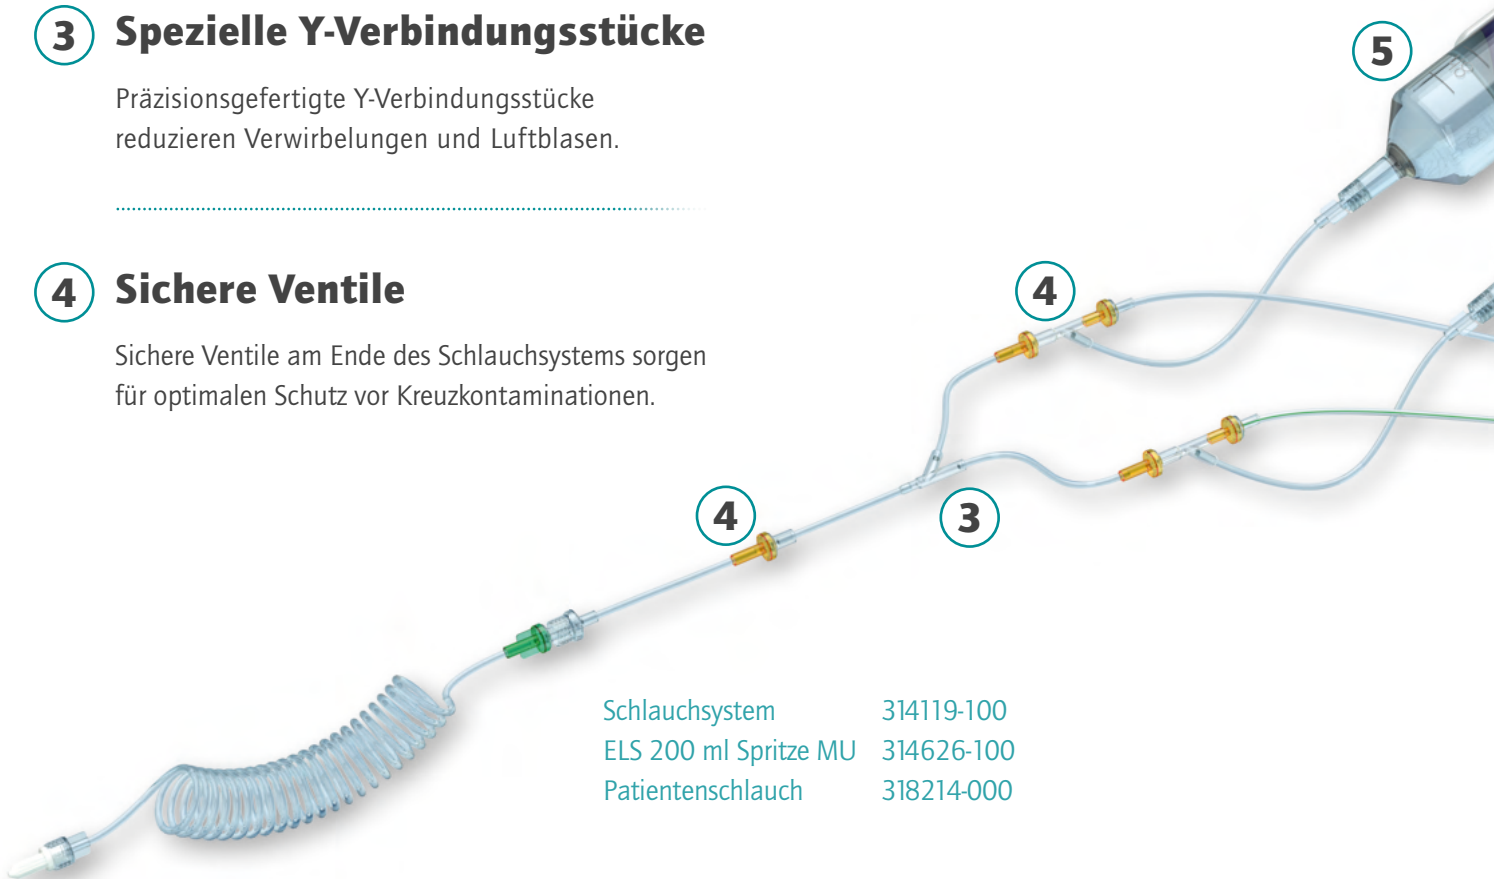 3 Spezielle Y-Verbindungsstücke
Präzisionsgefertigte Y-Verbindungsstücke
reduzieren Verwirbelungen und Luftblasen.
4 Sichere Ventile
Sichere Ventile am Ende des Schlauchsystems sorgen
für optimalen Schutz vor Kreuzkontaminationen.
5
4
4
3
Schlauchsystem 314119-100
ELS 200 ml Spritze MU 314626-100
Patientenschlauch 318214-000